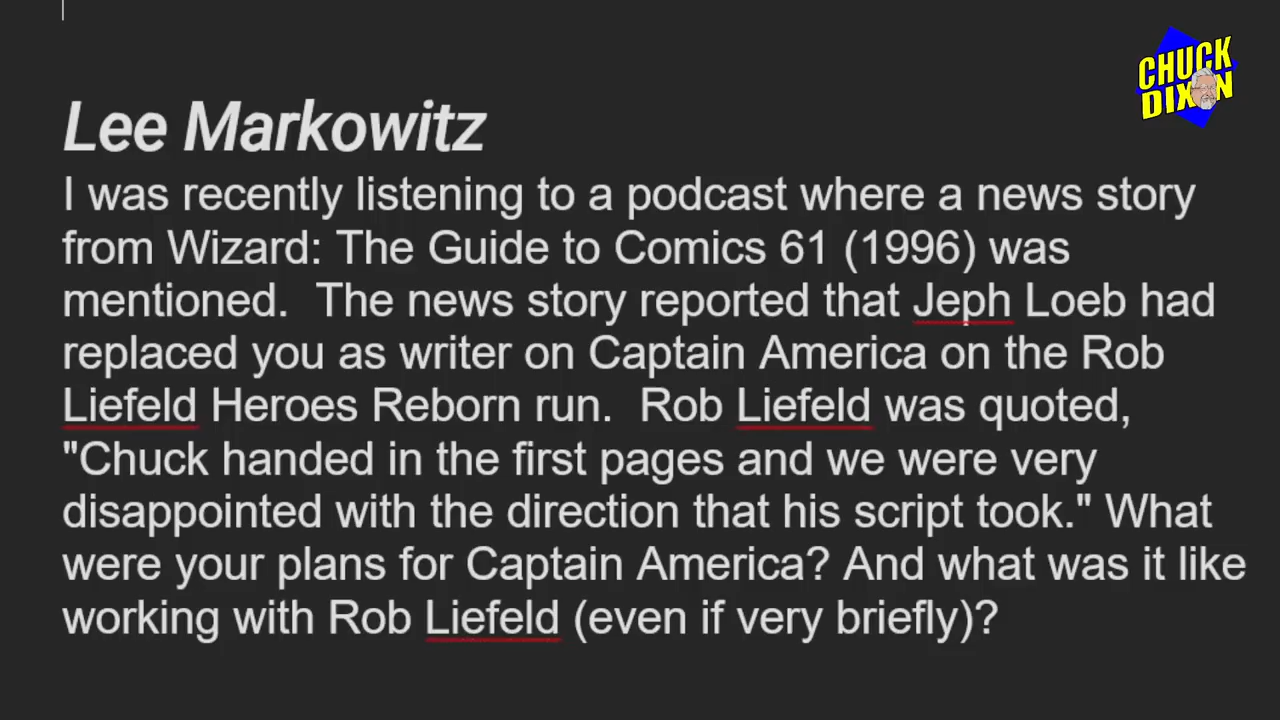 CHUCK
DIXON
Lee Markowitz
I was recently listening to a podcast where a news story
from Wizard: The Guide to Comics 61 (1996) was
mentioned.  The news story reported that Jeph Loeb had
replaced you as writer on Captain America on the Rob
Liefeld Heroes Reborn run.  Rob Liefeld was quoted,
"Chuck handed in the first pages and we were very
disappointed with the direction that his script took." What
were your plans for Captain America? And what was it like
working with Rob Liefeld (even if very briefly)?